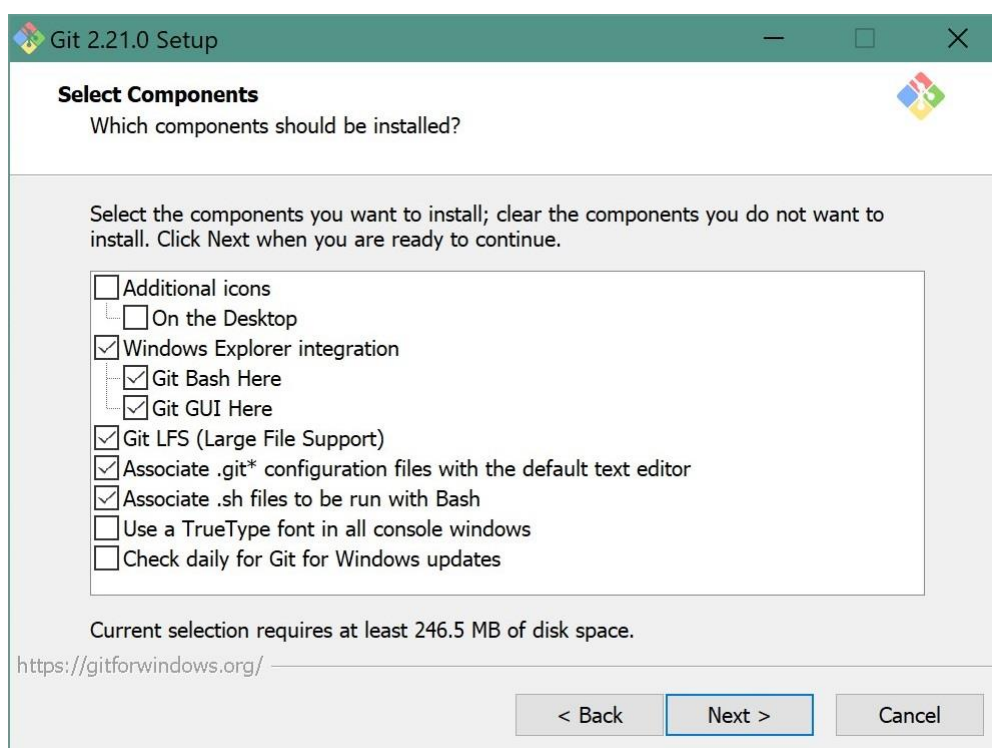 Git 2.21.0 Setup
Select Components
Which components should be installed?
Select the components you want to install; clear the components you do not want to
install. Click Next when you are ready to continue.
Additional icons
On the Desktop
Windows Explorer integration
Git Bash Here
Git GUI Here
Git LFS (Large File Support)
Associate .git* configuration files with the default text editor
Associate .sh files to be run with Bash
Use a TrueType font in all console windows
Check daily for Git for Windows updates
Current selection requires at least 246.5 MB of disk space.
https://gitforwindows.org/
< Back Next > Cancel